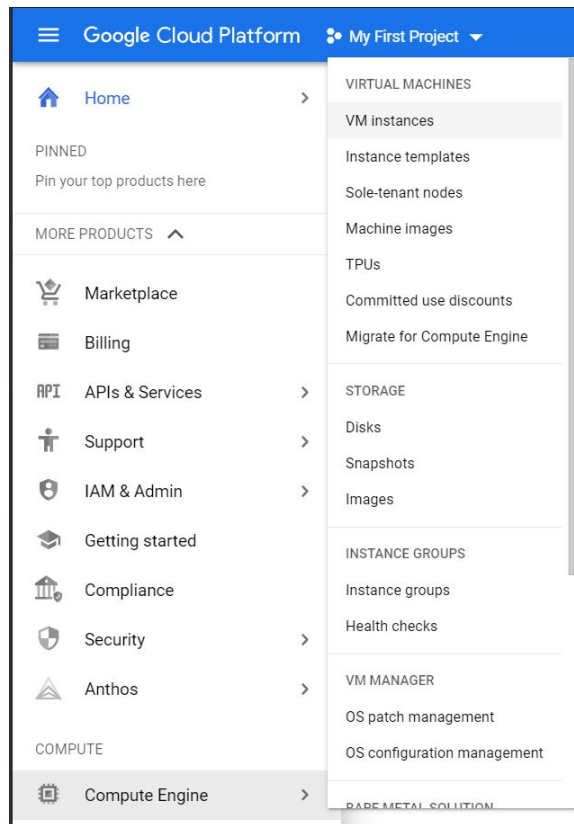 Google Cloud Platform
My First Project
Home
PINNED
Pin your top products here
MORE PRODUCTS
Marketplace
Billing
API
APIs & Services
Support
IAM & Admin
Getting started
Compliance
Security
Anthos
COMPUTE
Compute Engine
VIRTUAL MACHINES
VM instances
Instance templates
Sole-tenant nodes
Machine images
TPUs
Committed use discounts
Migrate for Compute Engine
STORAGE
Disks
Snapshots
Images
INSTANCE GROUPS
Instance groups
Health checks
VM MANAGER
OS patch management
OS configuration management
BARE METAL SOLUTION